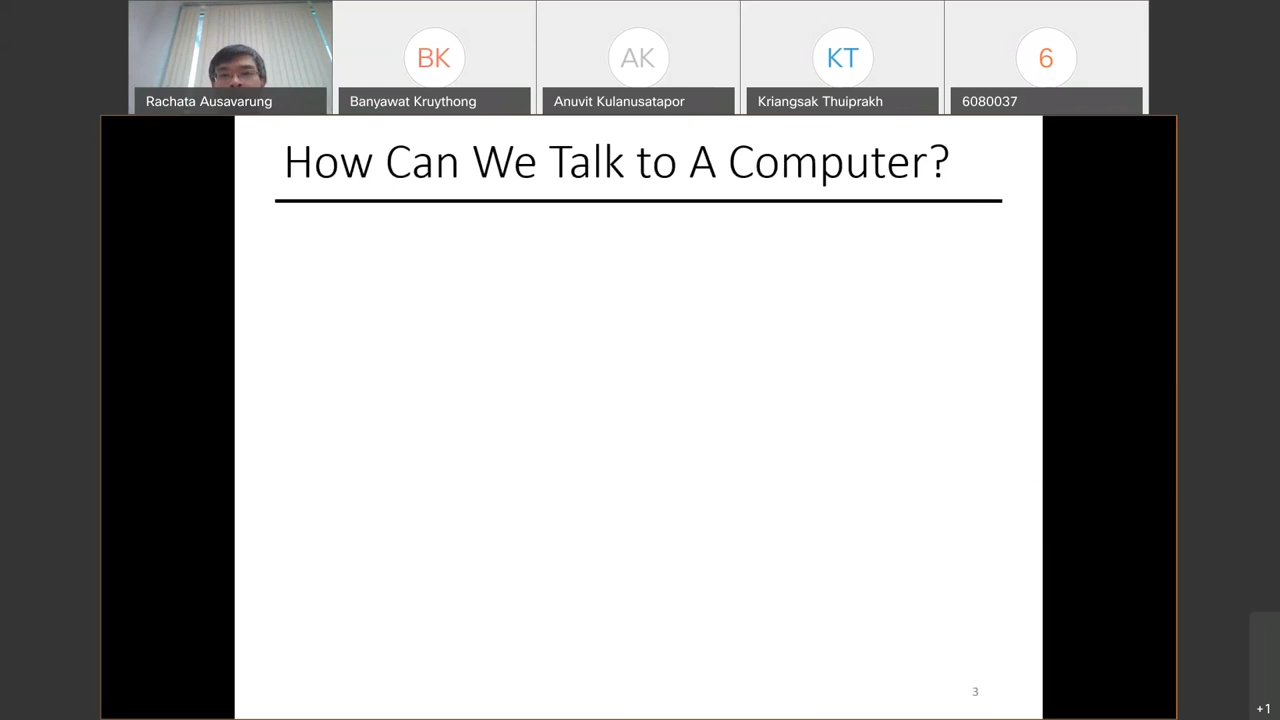 BK
AK
KT
6
Rachata Ausavarung
Banyawat Kruythong
Anuvit Kulanusatapor
Kriangsak Thuiprakh
6080037
How Can We Talk to A Computer?
3
+1